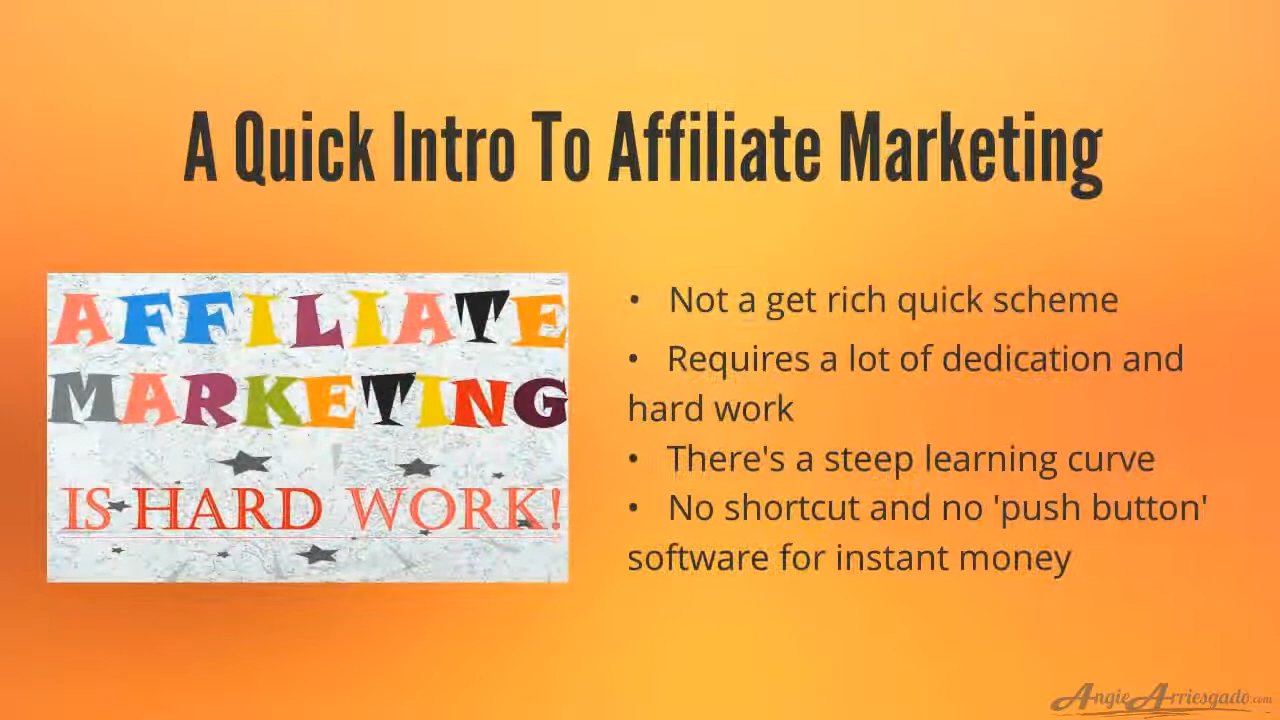 A Quick Intro To Affiliate Marketing
AFFILIATE
MARKETING
IS HARD WORK!
• Not a get rich quick scheme
• Requires a lot of dedication and
hard work
• There's a steep learning curve
• No shortcut and no 'push button'
software for instant money
AngieArriesgado.com